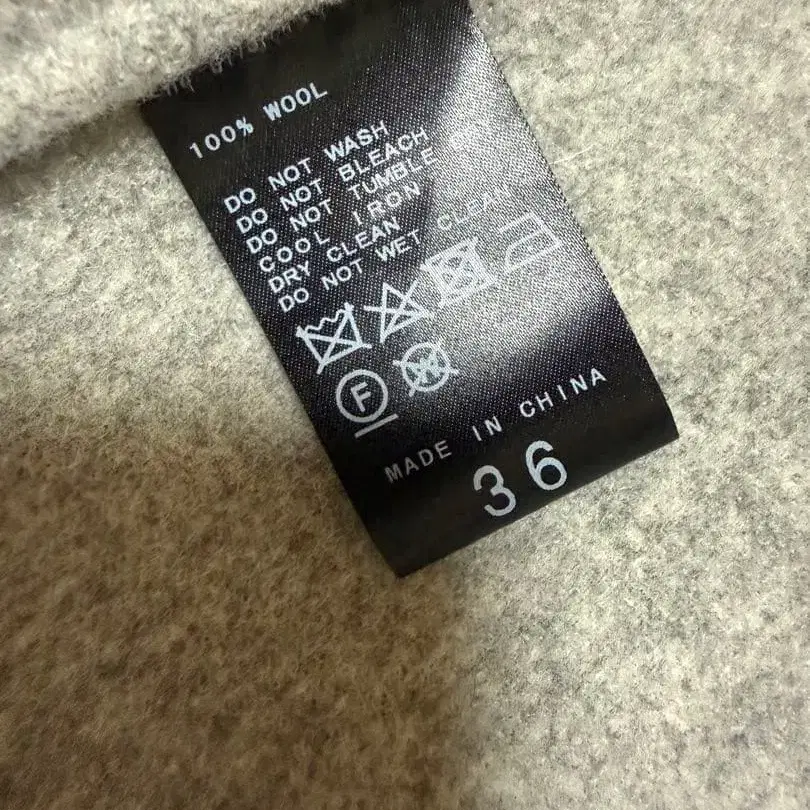 100% WOOL
DO NOT WASH
DO NOT BLEACH
DO NOT TUMBLE
COOL IRON
DRY CLEAN
DO NOT WET CLEAN
F
W
MADE IN CHINA
36